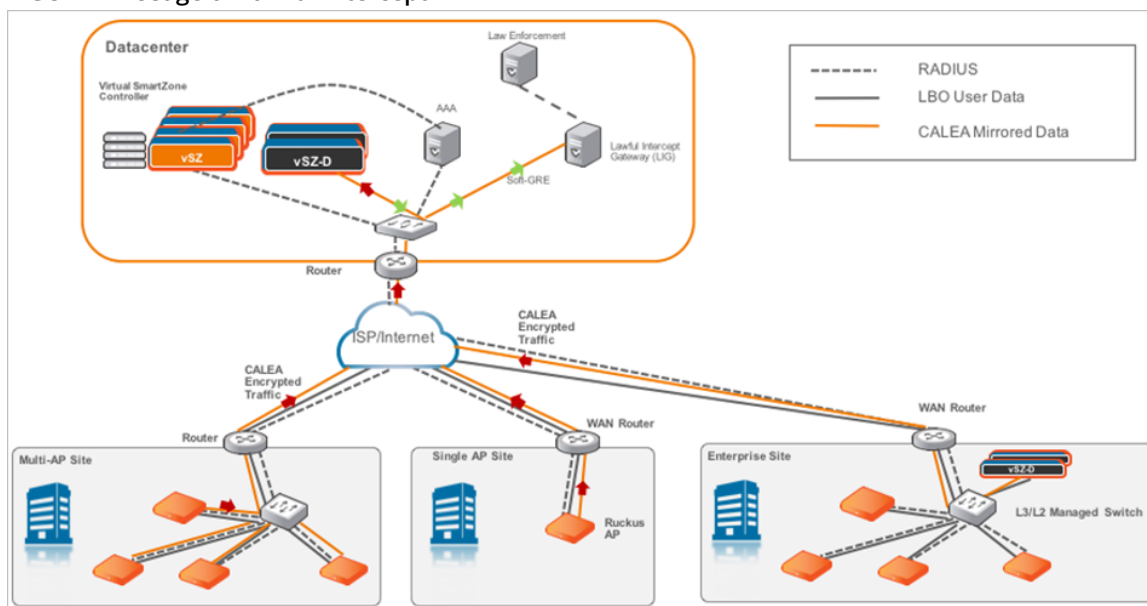 Datacenter
Law Enforcement
Virtual SmartZone
Controller
AAA
vSZ
vSZ-D
Lawful Intercept
Gateway (LIG)
Soft-GRE
Router
RADIUS
LBO User Data
CALEA Mirrored Data
ISP/Internet
CALEA
Encrypted
Traffic
CALEA
Encrypted
Traffic
Router
WAN Router
WAN Router
Multi-AP Site
Single AP Site
Enterprise Site
vSZ-D
Ruckus
AP
L3/L2 Managed Switch